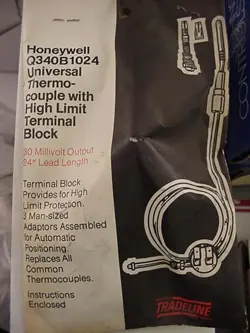 Honeywell
Q340B1024
Universal
Thermo-
couple with
High Limit
Terminal
Block
30 Millivolt Output
24" Lead Length
Terminal Block
Provides for High
Limit Protection.
3 Man-sized
Adaptors Assembled
for Automatic
Positioning.
Replaces All
Common
Thermocouples.
Instructions
Enclosed
TRADELINE